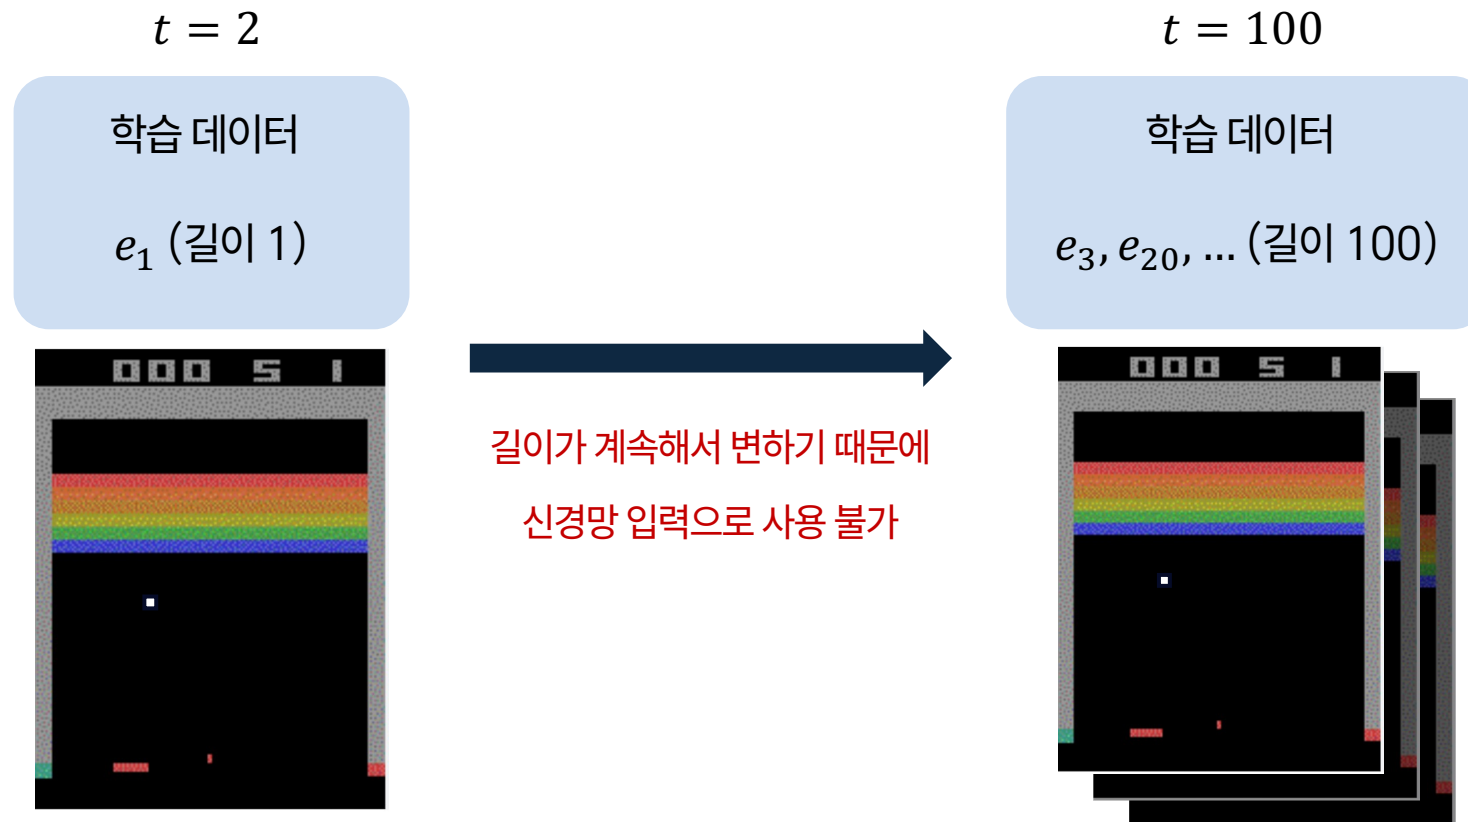 t = 2
학습 데이터
e₁ (길이 1)
000 5 1
길이가 계속해서 변하기 때문에
신경망 입력으로 사용 불가
t = 100
학습 데이터
e₃, e₂₀, ... (길이 100)
000 5 1